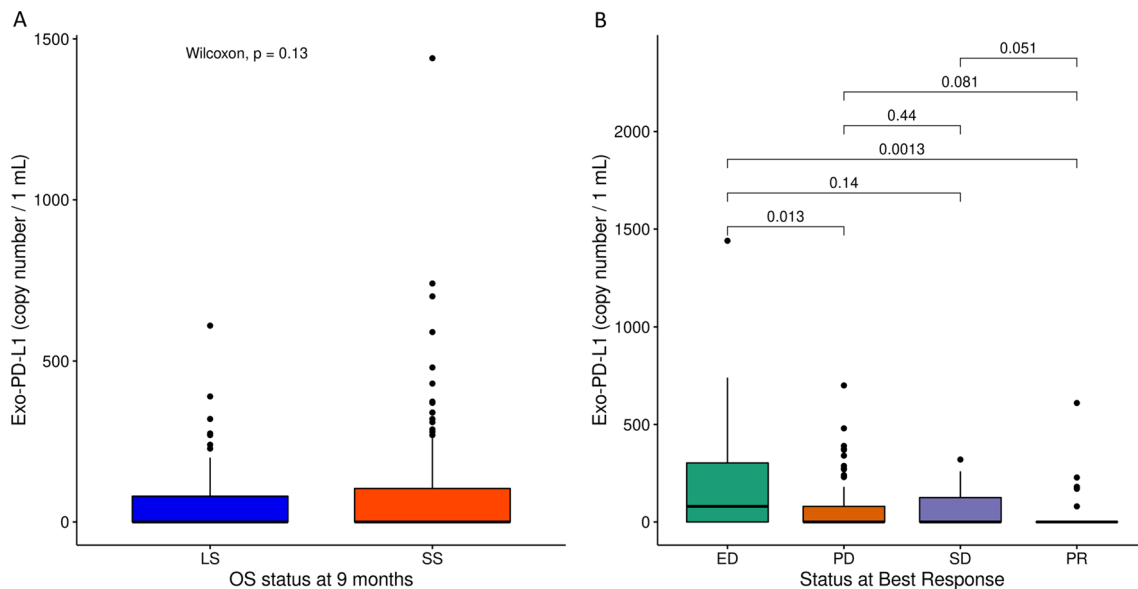 A
Wilcoxon, p = 0.13
1500
1000
500
0
Exo-PD-L1 (copy number / 1 mL)
LS SS
OS status at 9 months
B
0.051
0.081
0.44
0.0013
0.14
0.013
2000
1500
1000
500
0
Exo-PD-L1 (copy number / 1 mL)
ED PD SD PR
Status at Best Response